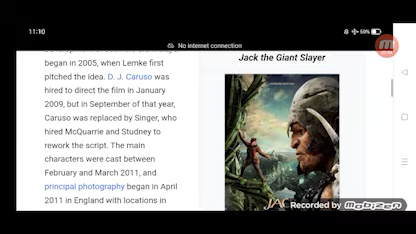 11:10
50%
No internet connection
began in 2005, when Lemke first
pitched the idea. D. J. Caruso was
hired to direct the film in January
2009, but in September of that year,
Caruso was replaced by Singer, who
hired McQuarrie and Studney to
rework the script. The main
characters were cast between
February and March 2011, and
principal photography began in April
2011 in England with locations in
Jack the Giant Slayer
JAC
Recorded by mobizen